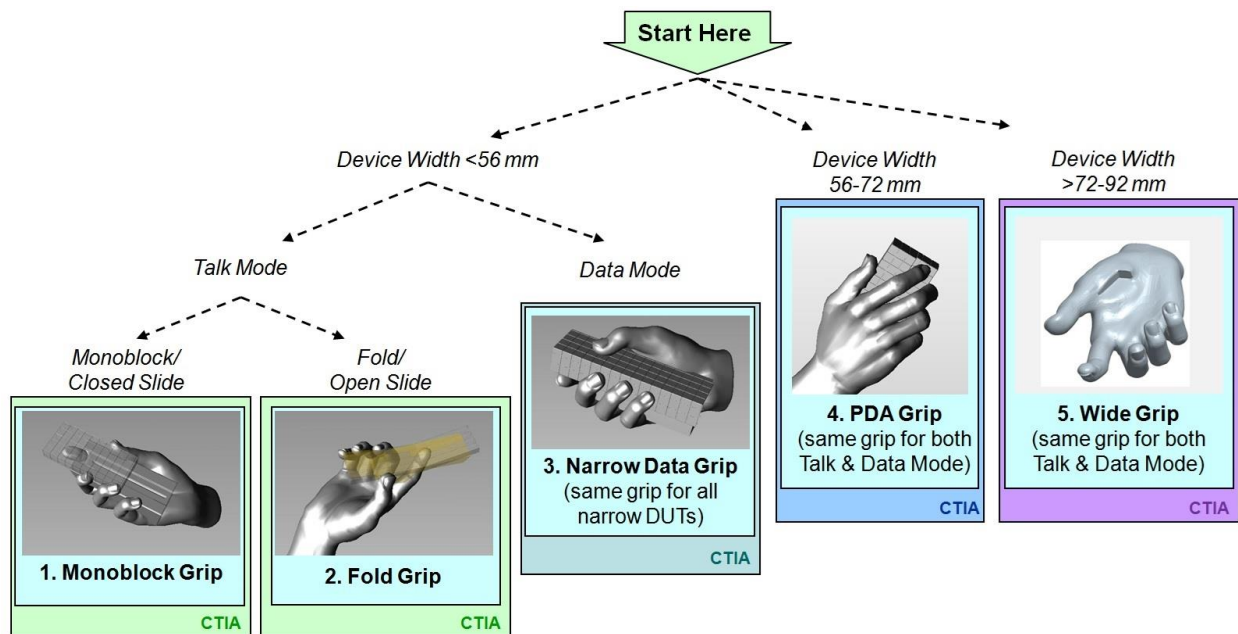 Start Here
Device Width <56 mm
Device Width
56-72 mm
Device Width
>72-92 mm
Talk Mode
Data Mode
Monoblock/
Closed Slide
Fold/
Open Slide
1. Monoblock Grip
CTIA
2. Fold Grip
CTIA
3. Narrow Data Grip
(same grip for all
narrow DUTs)
CTIA
4. PDA Grip
(same grip for both
Talk & Data Mode)
CTIA
5. Wide Grip
(same grip for both
Talk & Data Mode)
CTIA